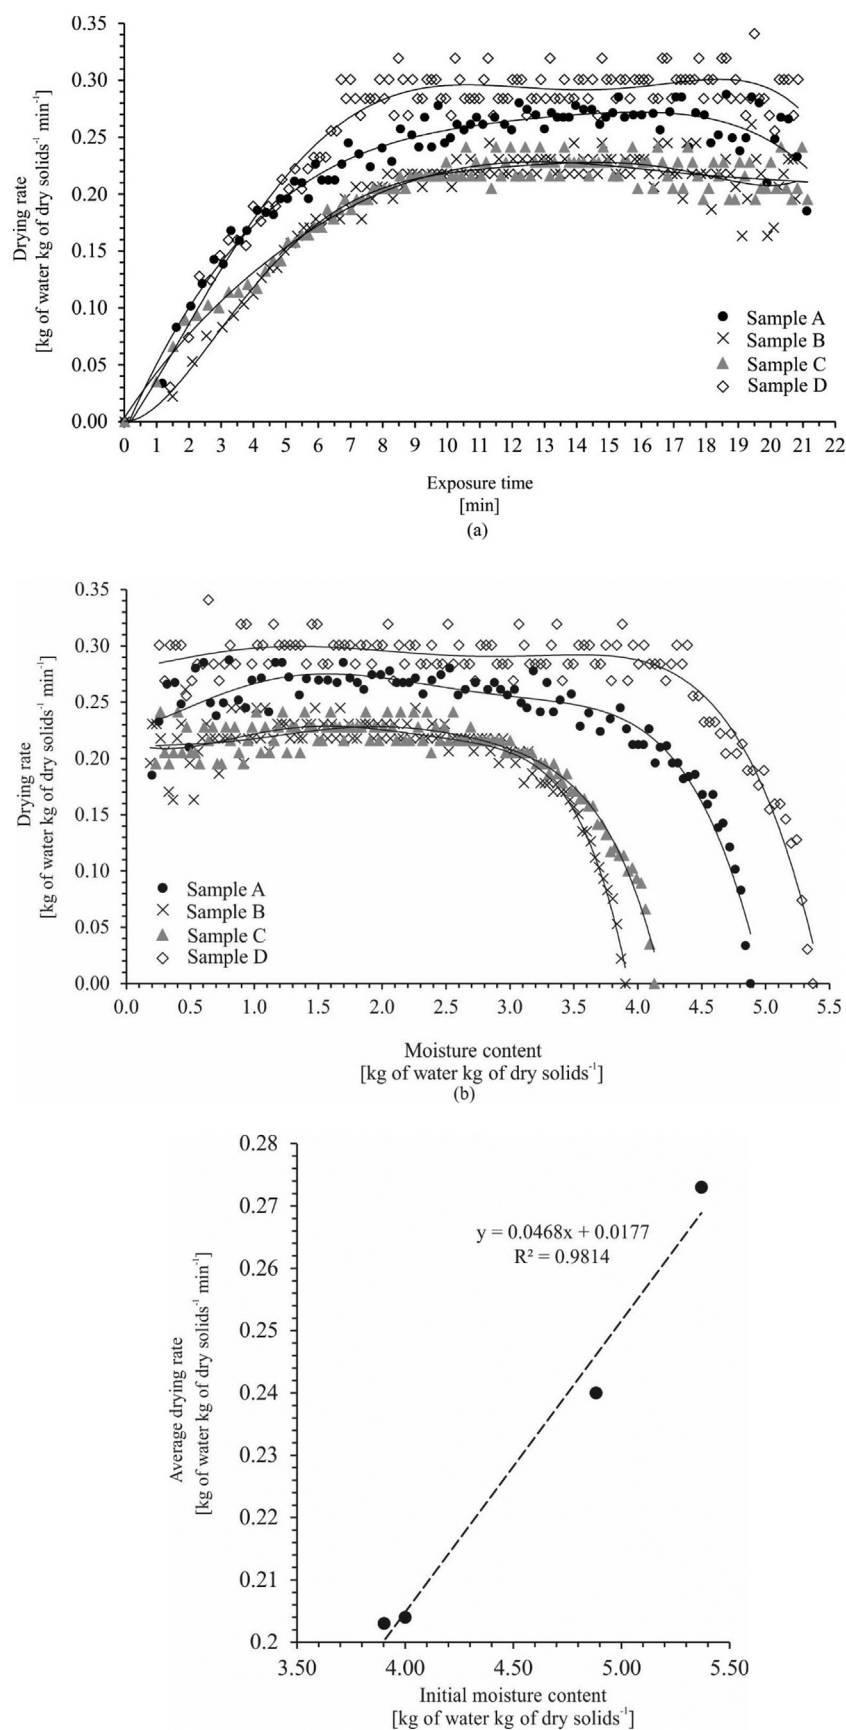 0.35
0.30
0.25
0.20
0.15
0.10
0.05
0.00
Drying rate
[kg of water kg of dry solids⁻¹ min⁻¹]
Sample A
Sample B
Sample C
Sample D
0 1 2 3 4 5 6 7 8 9 10 11 12 13 14 15 16 17 18 19 20 21 22
Exposure time
[min]
(a)
0.35
0.30
0.25
0.20
0.15
0.10
0.05
0.00
Drying rate
[kg of water kg of dry solids⁻¹ min⁻¹]
Sample A
Sample B
Sample C
Sample D
0.0 0.5 1.0 1.5 2.0 2.5 3.0 3.5 4.0 4.5 5.0 5.5
Moisture content
[kg of water kg of dry solids⁻¹]
(b)
0.28
0.27
0.26
0.25
0.24
0.23
0.22
0.21
0.2
Average drying rate
[kg of water kg of dry solids⁻¹ min⁻¹]
y = 0.0468x + 0.0177
R² = 0.9814
3.50 4.00 4.50 5.00 5.50
Initial moisture content
[kg of water kg of dry solids⁻¹]